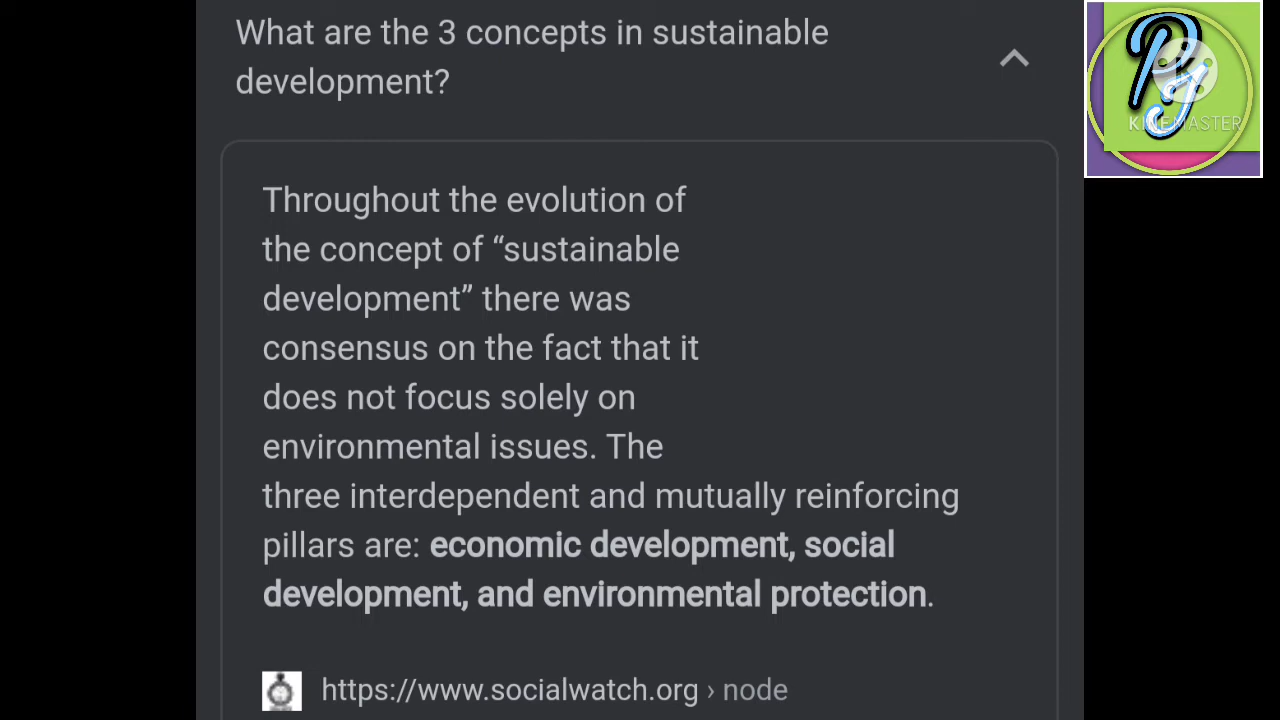 What are the 3 concepts in sustainable
development?
Throughout the evolution of
the concept of “sustainable
development” there was
consensus on the fact that it
does not focus solely on
environmental issues. The
three interdependent and mutually reinforcing
pillars are: economic development, social
development, and environmental protection.
https://www.socialwatch.org › node
PJ
KINEMASTER